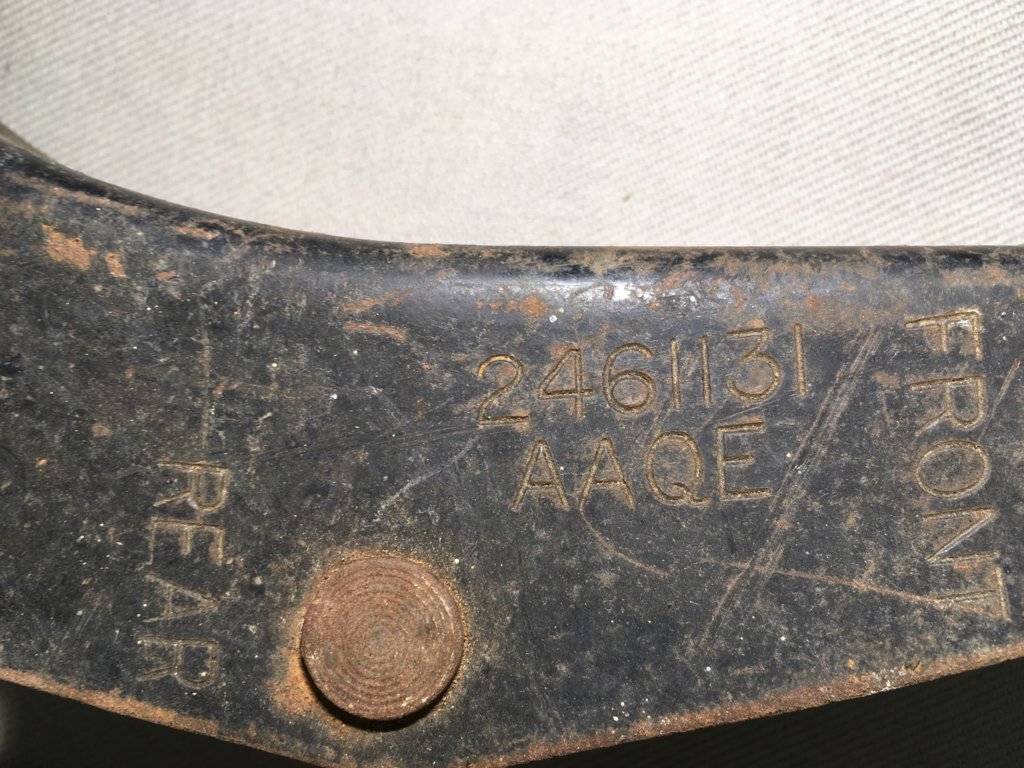 2461131
AAQE
FRONT
REAR